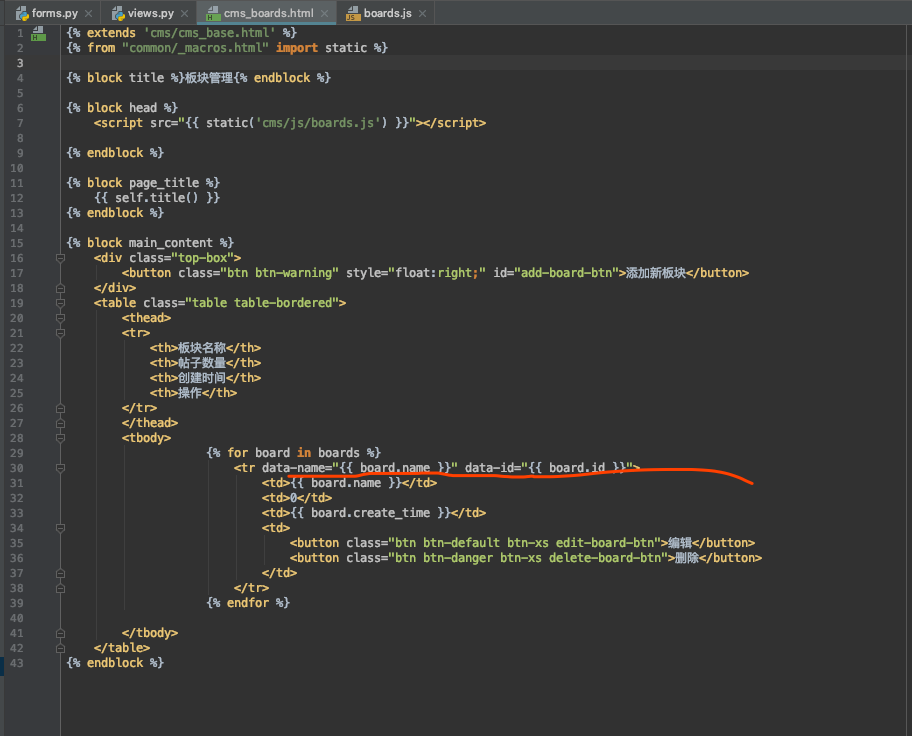 forms.py views.py cms_boards.html boards.js
1 {% extends 'cms/cms_base.html' %}
2 {% from "common/_macros.html" import static %}
3
4 {% block title %}板块管理{% endblock %}
5
6 {% block head %}
7     <script src="{{ static('cms/js/boards.js') }}"></script>
8
9 {% endblock %}
10
11 {% block page_title %}
12     {{ self.title() }}
13 {% endblock %}
14
15 {% block main_content %}
16     <div class="top-box">
17         <button class="btn btn-warning" style="float:right;" id="add-board-btn">添加新板块</button>
18     </div>
19     <table class="table table-bordered">
20         <thead>
21         <tr>
22             <th>板块名称</th>
23             <th>帖子数量</th>
24             <th>创建时间</th>
25             <th>操作</th>
26         </tr>
27         </thead>
28         <tbody>
29                     {% for board in boards %}
30                         <tr data-name="{{ board.name }}" data-id="{{ board.id }}">
31                             <td>{{ board.name }}</td>
32                             <td>0</td>
33                             <td>{{ board.create_time }}</td>
34                             <td>
35                                 <button class="btn btn-default btn-xs edit-board-btn">编辑</button>
36                                 <button class="btn btn-danger btn-xs delete-board-btn">删除</button>
37                             </td>
38                         </tr>
39                     {% endfor %}
40
41         </tbody>
42     </table>
43 {% endblock %}